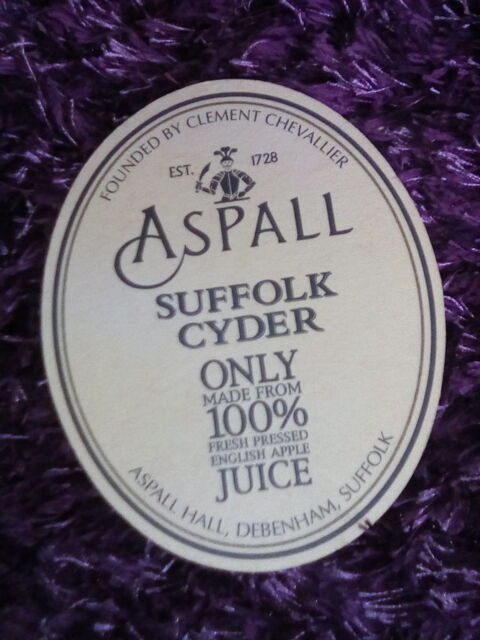 FOUNDED BY CLEMENT CHEVALLIER
EST. 1728
ASPALL
SUFFOLK
CYDER
ONLY
MADE FROM
100%
FRESH PRESSED
ENGLISH APPLE
JUICE
ASPALL HALL, DEBENHAM, SUFFOLK